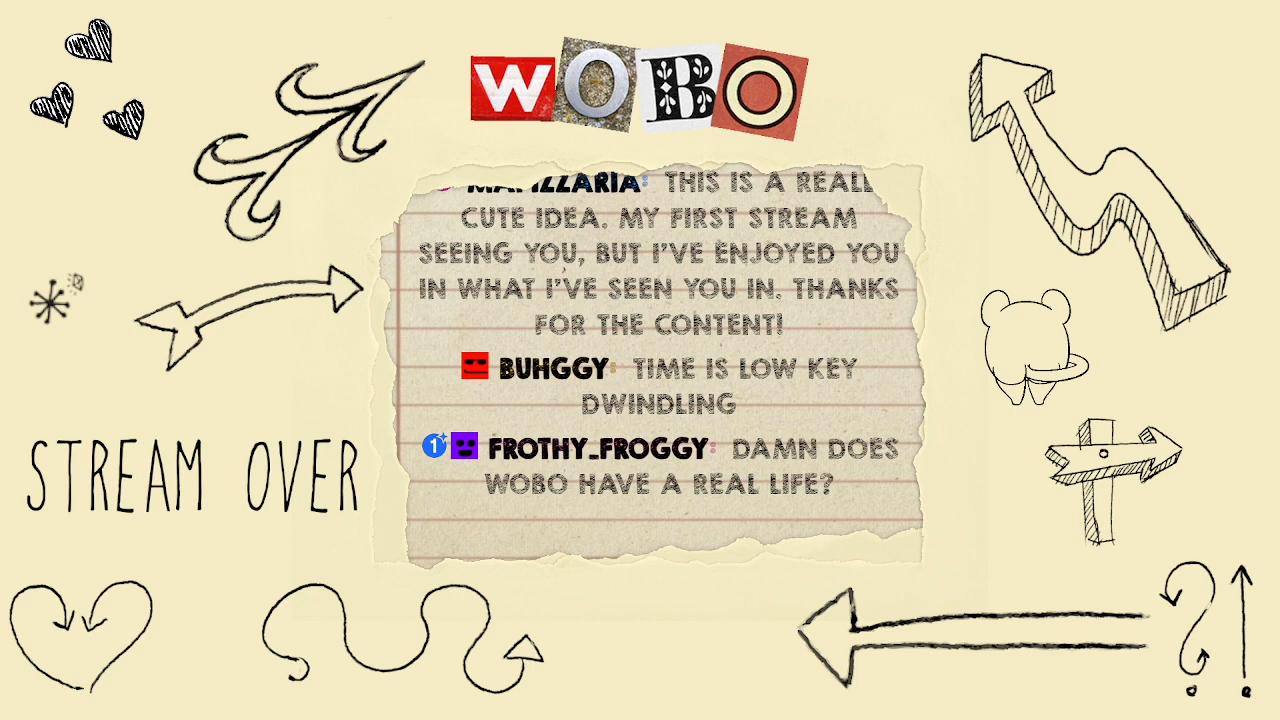 WOBO
THIS IS A REALL
CUTE IDEA. MY FIRST STREAM
SEEING YOU, BUT I'VE ENJOYED YOU
IN WHAT I'VE SEEN YOU IN. THANKS
FOR THE CONTENT!
BUHGGY: TIME IS LOW KEY
DWINDLING
1 FROTHY_FROGGY: DAMN DOES
WOBO HAVE A REAL LIFE?
STREAM OVER
?!